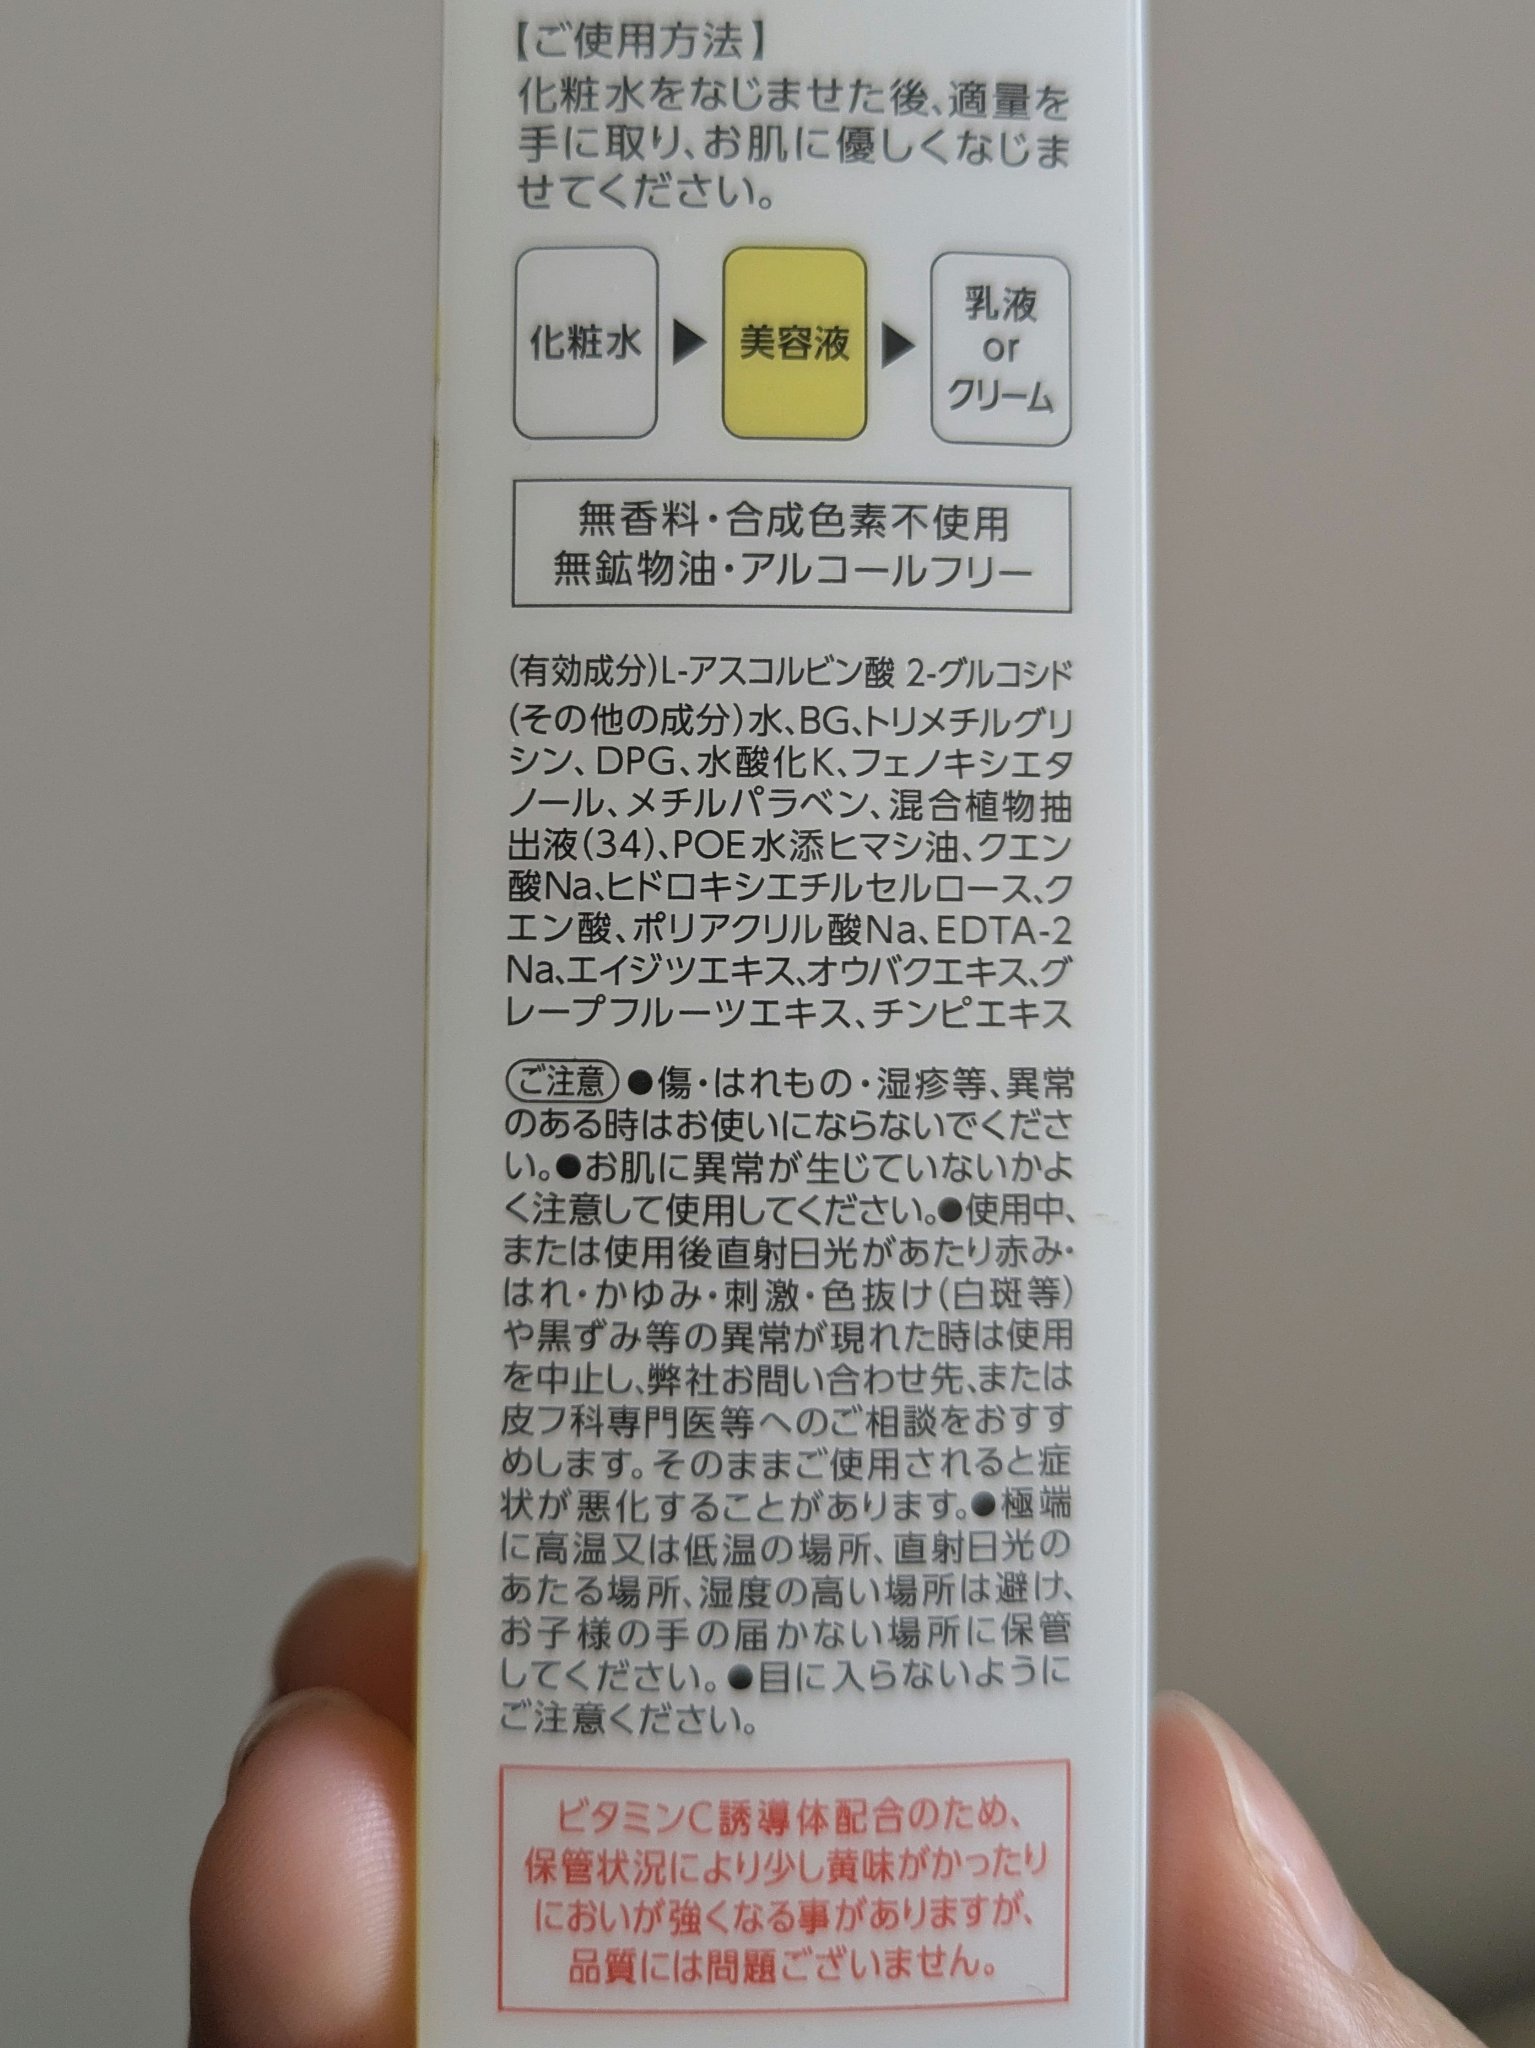 【ご使用方法】
化粧水をなじませた後、適量を
手に取り、お肌に優しくなじま
せてください。
化粧水 ▶ 美容液 ▶ 乳液
or
クリーム
無香料・合成色素不使用
無鉱物油・アルコールフリー
(有効成分)L-アスコルビン酸 2-グルコシド
(その他の成分)水、BG、トリメチルグリ
シン、DPG、水酸化K、フェノキシエタ
ノール、メチルパラベン、混合植物抽
出液(34)、POE水添ヒマシ油、クエン
酸Na、ヒドロキシエチルセルロース、ク
エン酸、ポリアクリル酸Na、EDTA-2
Na、エイジツエキス、オウバクエキス、グ
レープフルーツエキス、チンピエキス
ご注意 ●傷・はれもの・湿疹等、異常
のある時はお使いにならないでくださ
い。●お肌に異常が生じていないかよ
く注意して使用してください。●使用中、
または使用後直射日光があたり赤み・
はれ・かゆみ・刺激・色抜け(白斑等)
や黒ずみ等の異常が現れた時は使用
を中止し、弊社お問い合わせ先、または
皮フ科専門医等へのご相談をおすす
めします。そのままご使用されると症
状が悪化することがあります。●極端
に高温又は低温の場所、直射日光の
あたる場所、湿度の高い場所は避け、
お子様の手の届かない場所に保管
してください。●目に入らないように
ご注意ください。
ビタミンC誘導体配合のため、
保管状況により少し黄味がかったり
においが強くなる事がありますが、
品質には問題ございません。